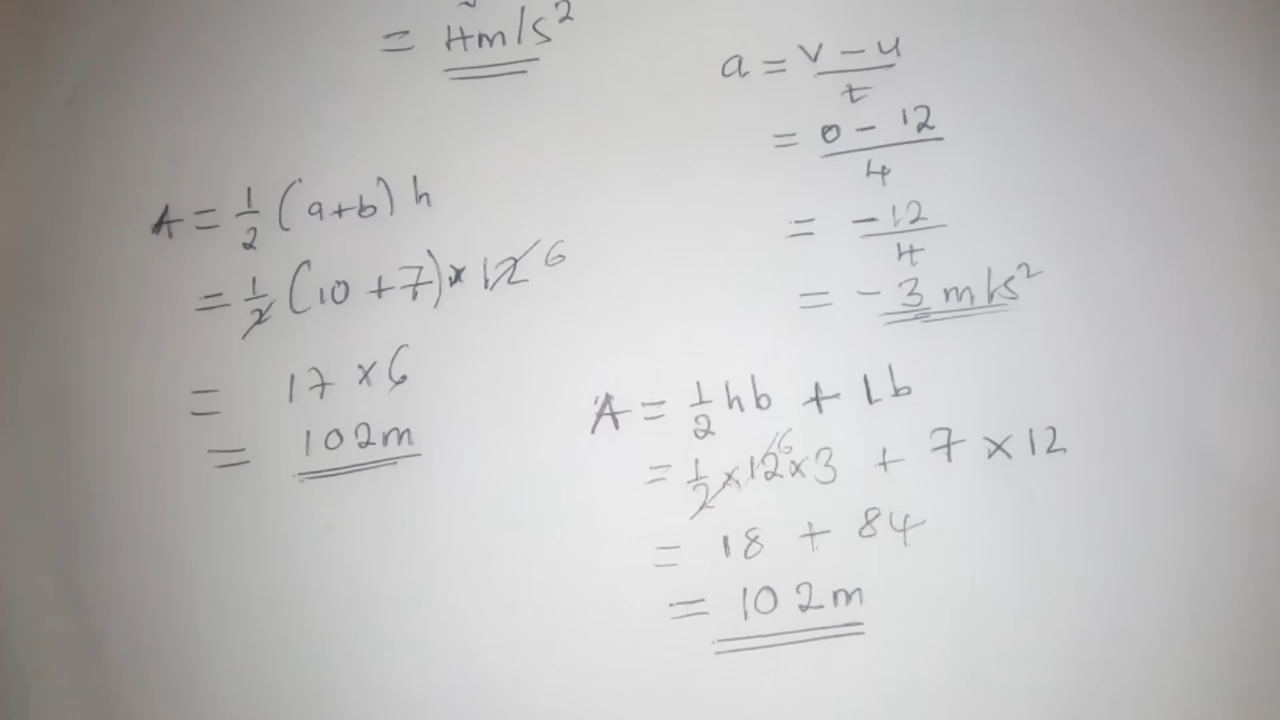 = 4m/s²
a = v - u / t
= 0 - 12 / 4
= -12 / 4
= -3 m/s²
A = 1/2 (a+b) h
= 1/2 (10 + 7) × 12 6
= 17 × 6
= 102m
A = 1/2 hb + lb
= 1/2 × 12 6 × 3 + 7 × 12
= 18 + 84
= 102m